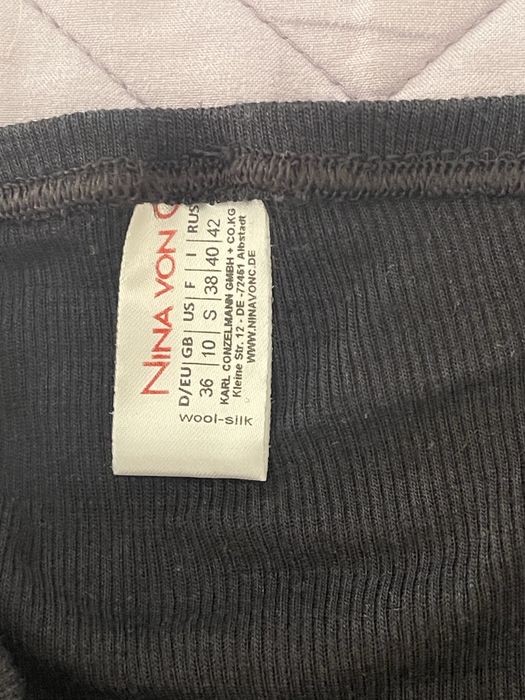 NINA VON C
D/EU | GB | US | F | I | RUS
36 | 10 | S | 38 | 40 | 42
KARL CONZELMANN GMBH + CO.KG
Kleine Str. 12 - DE -72461 Albstadt
WWW.NINAVONC.DE
wool-silk